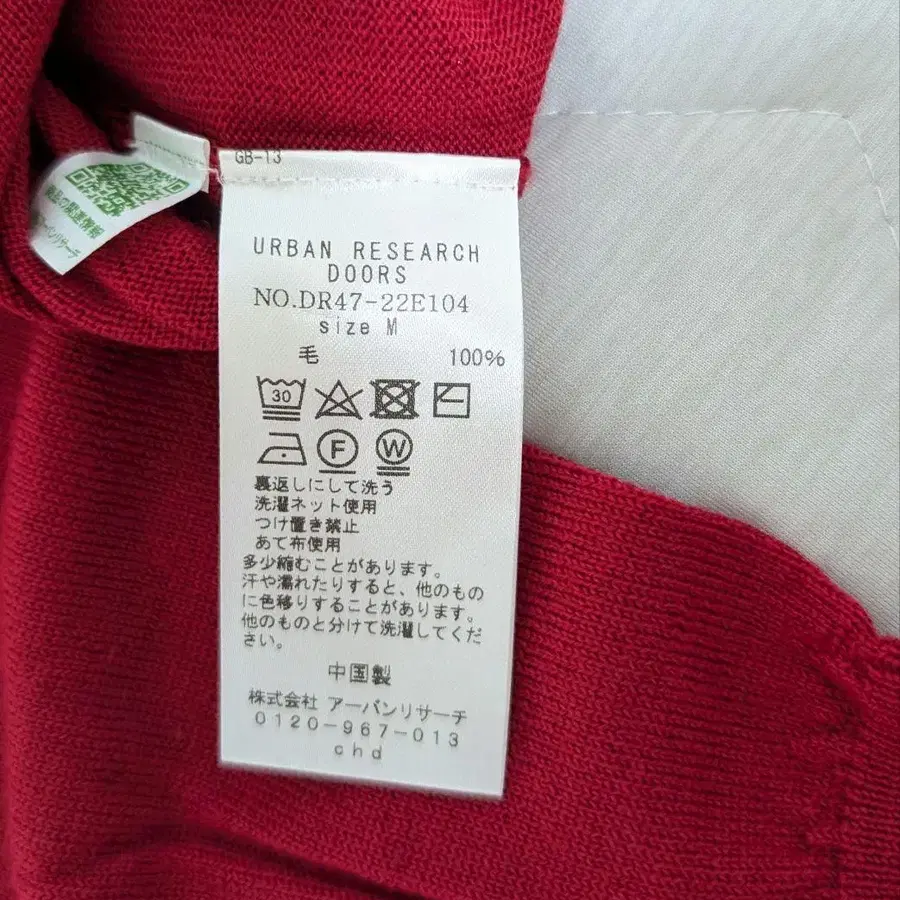 GB-13
URBAN RESEARCH
DOORS
NO.DR47-22E104
size M
毛 100%
30
F W
裏返しにして洗う
洗濯ネット使用
つけ置き禁止
あて布使用
多少縮むことがあります。
汗や濡れたりすると、他のもの
に色移りすることがあります。
他のものと分けて洗濯してくだ
さい。
中国製
株式会社 アーバンリサーチ
0120-967-013
chd